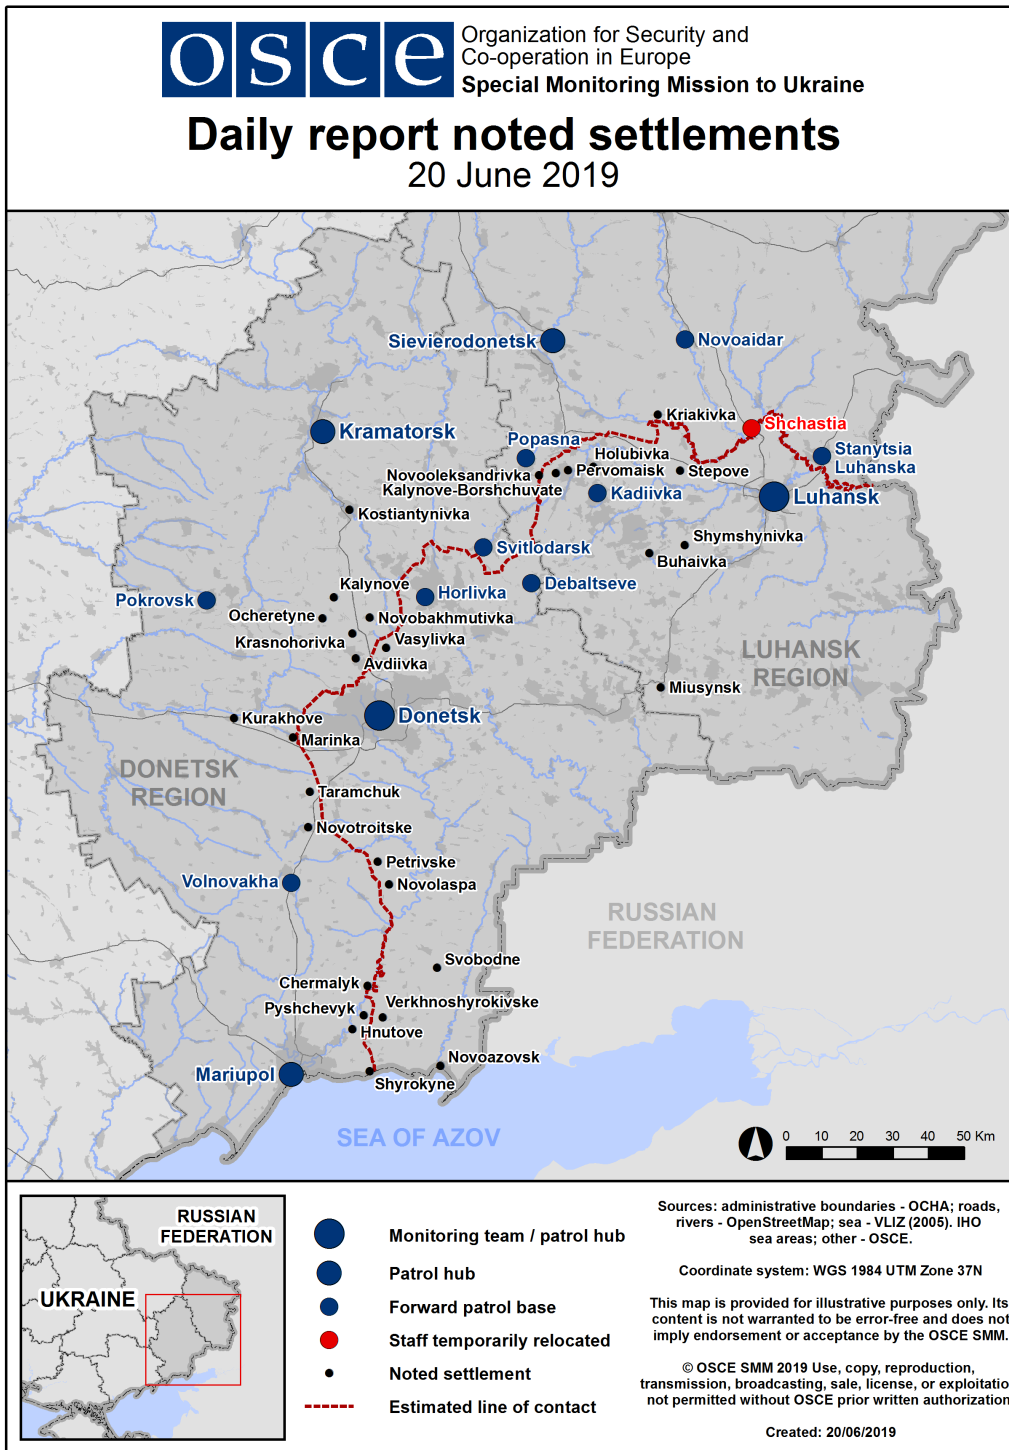 osce
Organization for Security and
Co-operation in Europe
Special Monitoring Mission to Ukraine
Daily report noted settlements
20 June 2019
Sievierodonetsk
Novoaidar
Kriakivka
Shchastia
Kramatorsk
Popasna
Stanytsia
Luhanska
Holubivka
Novooleksandrivka
Pervomaisk
Stepove
Kalynove-Borshchuvate
Kadiivka
Luhansk
Kostiantynivka
Shymshynivka
Svitlodarsk
Buhaivka
Kalynove
Debaltseve
Horlivka
Pokrovsk
Ocheretyne
Novobakhmutivka
Krasnohorivka
Vasylivka
Avdiivka
LUHANSK
REGION
Miusynsk
Donetsk
Kurakhove
Marinka
DONETSK
REGION
Taramchuk
Novotroitske
Petrivske
Volnovakha
Novolaspa
RUSSIAN
FEDERATION
Svobodne
Chermalyk
Verkhnoshyrokivske
Pyshchevyk
Hnutove
Novoazovsk
Mariupol
Shyrokyne
SEA OF AZOV
0 10 20 30 40 50 Km
RUSSIAN
FEDERATION
UKRAINE
Monitoring team / patrol hub
Patrol hub
Forward patrol base
Staff temporarily relocated
Noted settlement
Estimated line of contact
Sources: administrative boundaries - OCHA; roads,
rivers - OpenStreetMap; sea - VLIZ (2005). IHO
sea areas; other - OSCE.
Coordinate system: WGS 1984 UTM Zone 37N
This map is provided for illustrative purposes only. Its
content is not warranted to be error-free and does not
imply endorsement or acceptance by the OSCE SMM.
© OSCE SMM 2019 Use, copy, reproduction,
transmission, broadcasting, sale, license, or exploitatio
not permitted without OSCE prior written authorization
Created: 20/06/2019